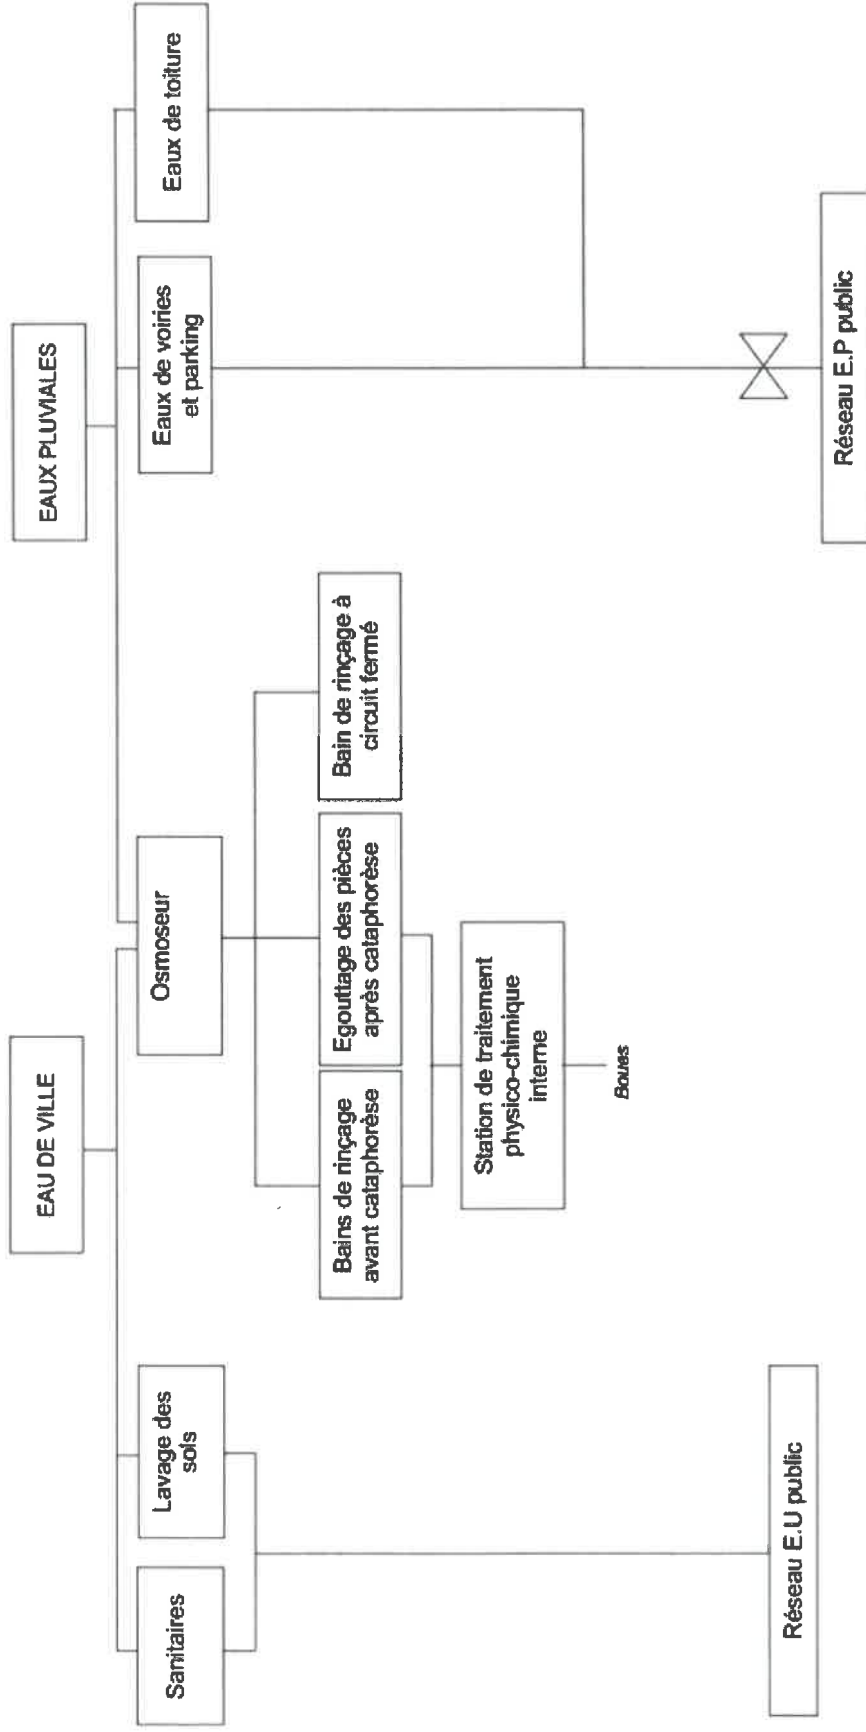 EAU DE VILLE
EAUX PLUVIALES
Sanitaires
Lavage des
sols
Osmoseur
Eaux de voiries
et parking
Eaux de toiture
Bains de rinçage
avant cataphorèse
Egouttage des pièces
après cataphorèse
Bain de rinçage à
circuit fermé
Station de traitement
physico-chimique
interne
Boues
Réseau E.U public
Réseau E.P public